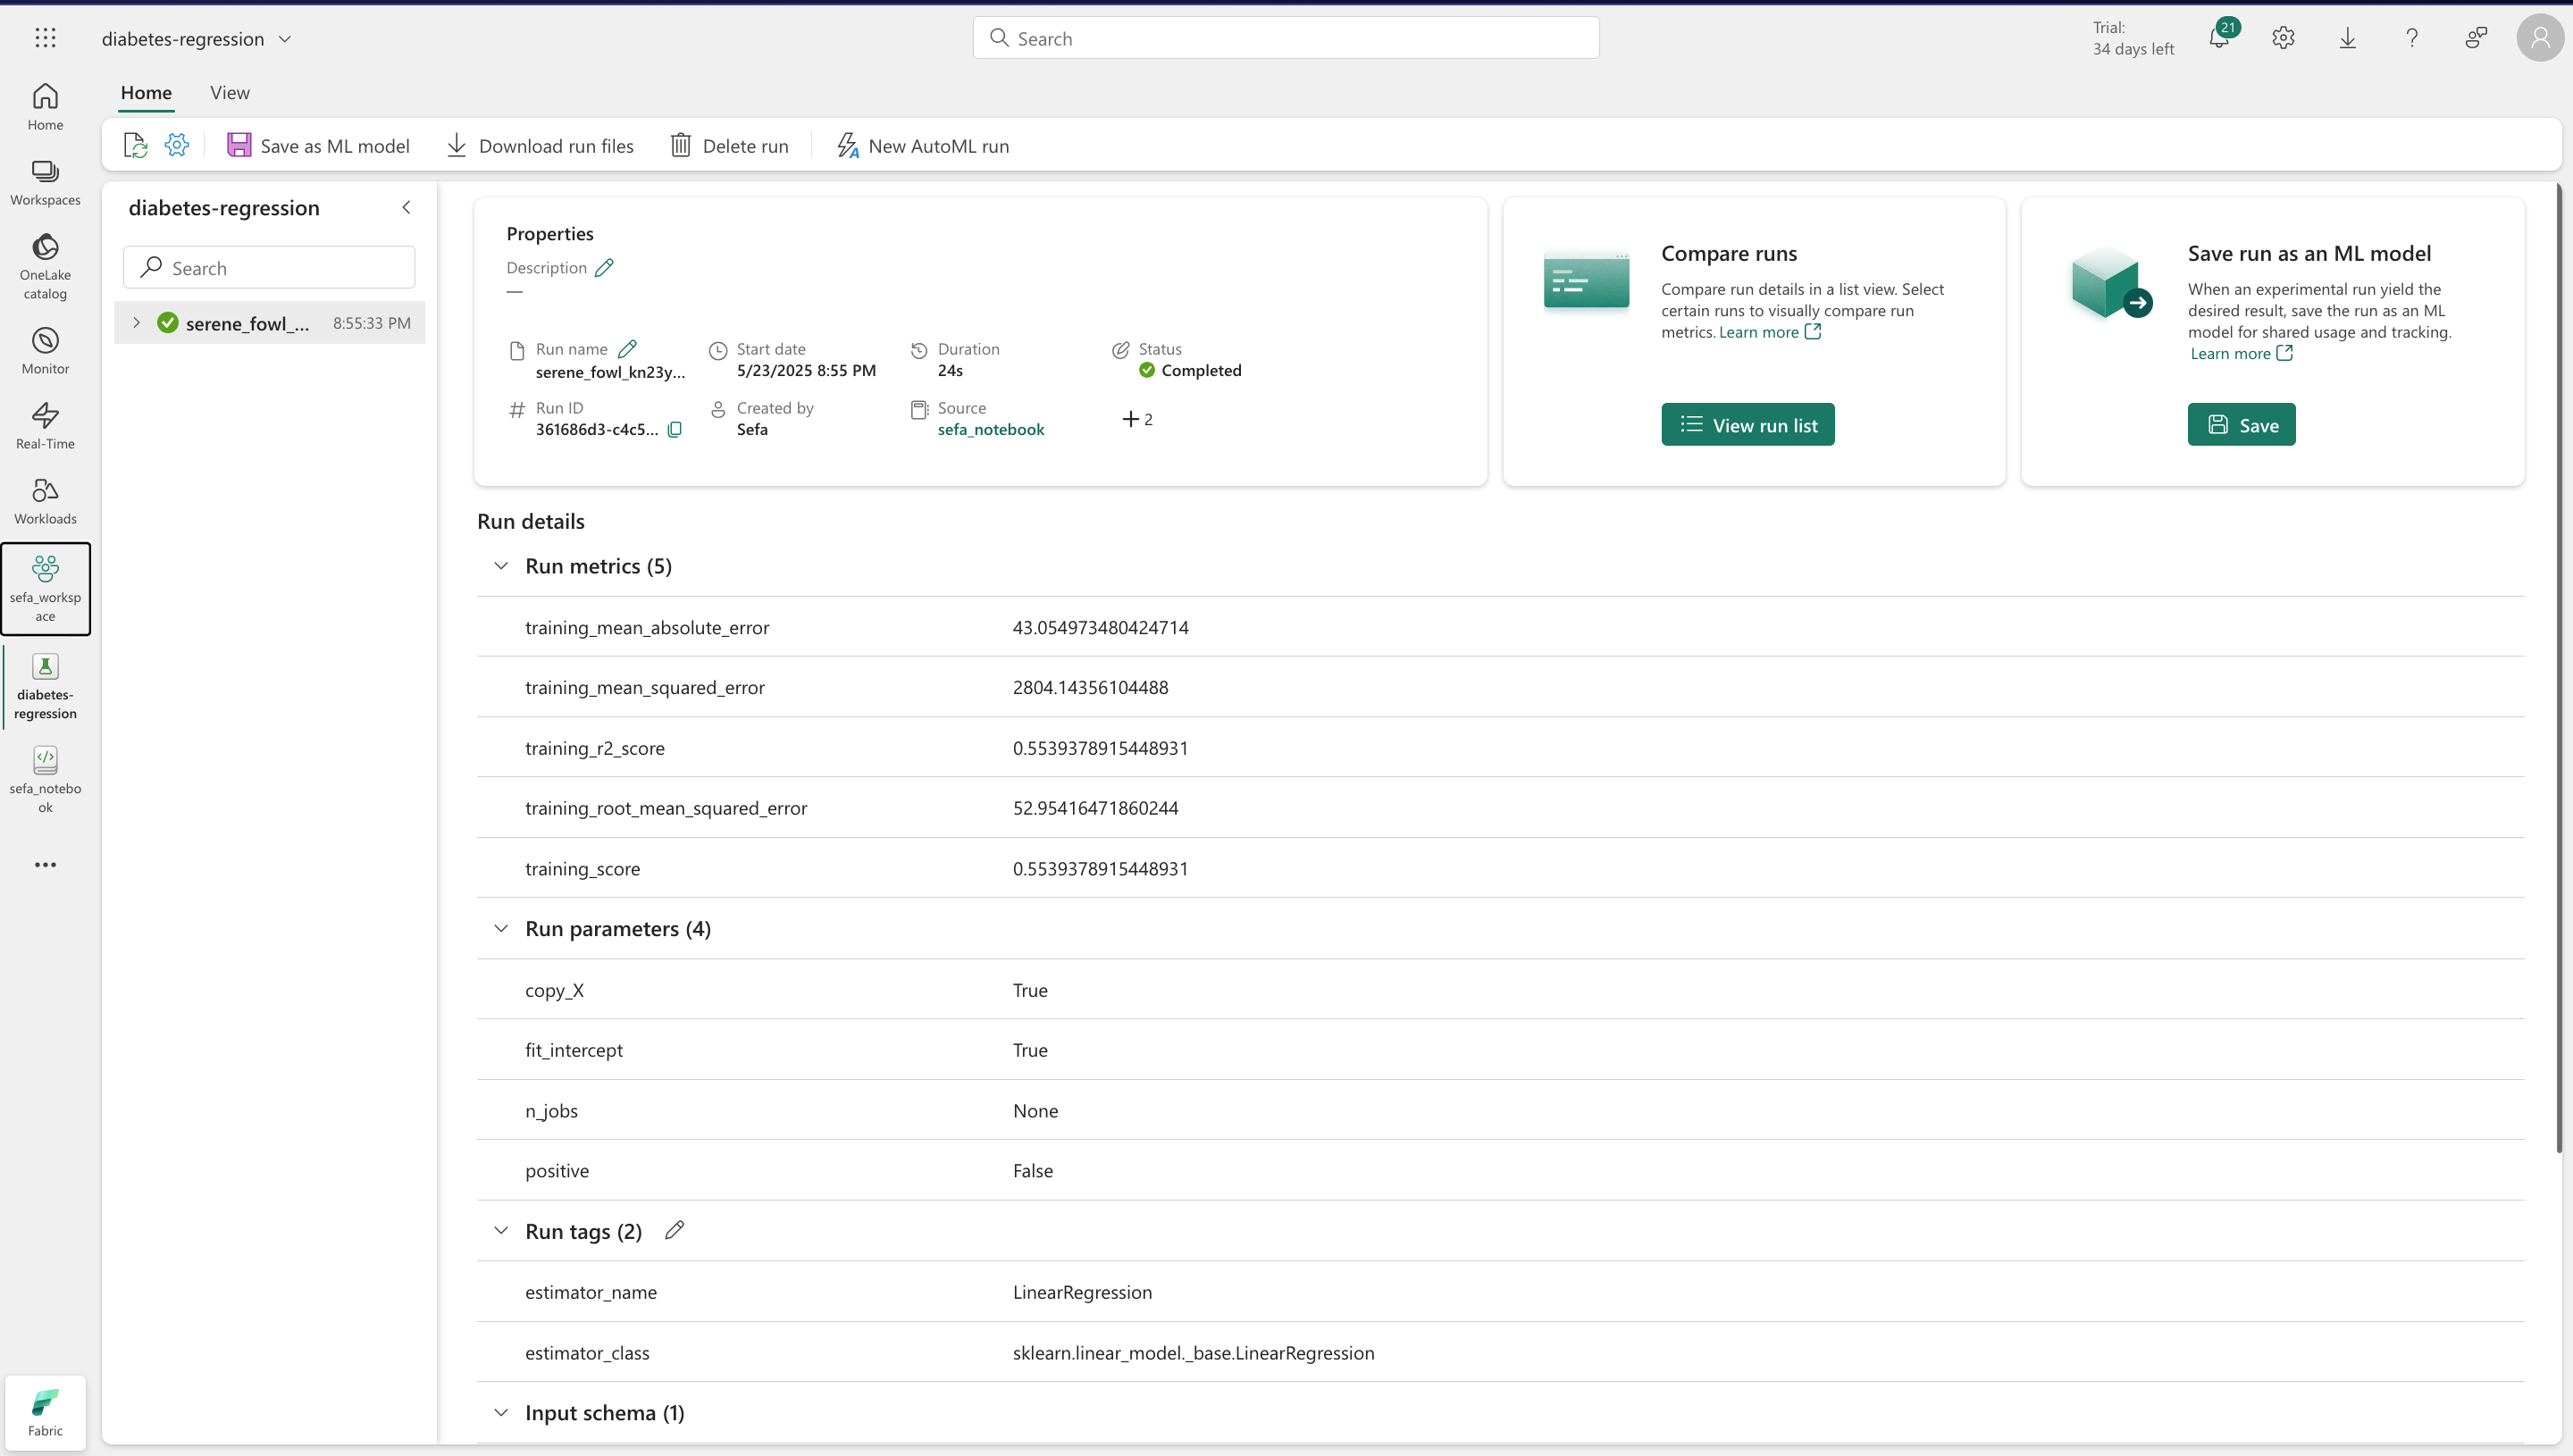 diabetes-regression
Search
Trial:
34 days left
21
Home
View
Save as ML model
Download run files
Delete run
New AutoML run
Home
Workspaces
OneLake
catalog
Monitor
Real-Time
Workloads
sefa_worksp
ace
diabetes-
regression
sefa_notebo
ok
Fabric
diabetes-regression
Search
serene_fowl_...
8:55:33 PM
Properties
Description
—
Run name
serene_fowl_kn23y...
Start date
5/23/2025 8:55 PM
Duration
24s
Status
Completed
Run ID
361686d3-c4c5...
Created by
Sefa
Source
sefa_notebook
+ 2
Compare runs
Compare run details in a list view. Select
certain runs to visually compare run
metrics. Learn more
View run list
Save run as an ML model
When an experimental run yield the
desired result, save the run as an ML
model for shared usage and tracking.
Learn more
Save
Run details
Run metrics (5)
training_mean_absolute_error 43.054973480424714
training_mean_squared_error 2804.14356104488
training_r2_score 0.5539378915448931
training_root_mean_squared_error 52.95416471860244
training_score 0.5539378915448931
Run parameters (4)
copy_X True
fit_intercept True
n_jobs None
positive False
Run tags (2)
estimator_name LinearRegression
estimator_class sklearn.linear_model._base.LinearRegression
Input schema (1)